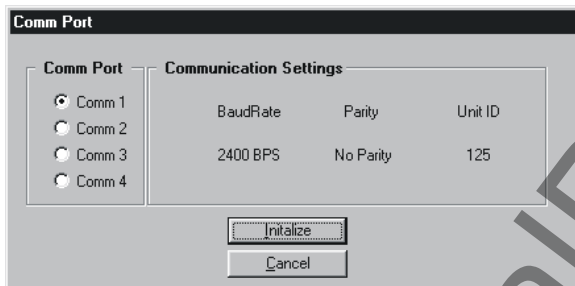 Comm Port
Comm Port
Communication Settings
Comm 1
Comm 2
Comm 3
Comm 4
BaudRate Parity Unit ID
2400 BPS No Parity 125
Initalize
Cancel